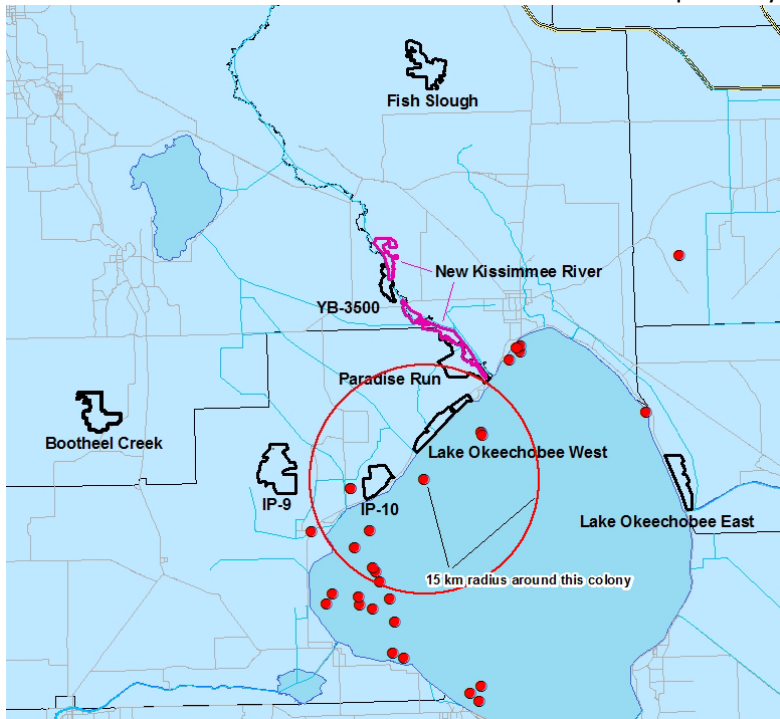 Fish Slough
New Kissimmee River
YB-3500
Paradise Run
Bootheel Creek
Lake Okeechobee West
IP-9
IP-10
Lake Okeechobee East
15 km radius around this colony